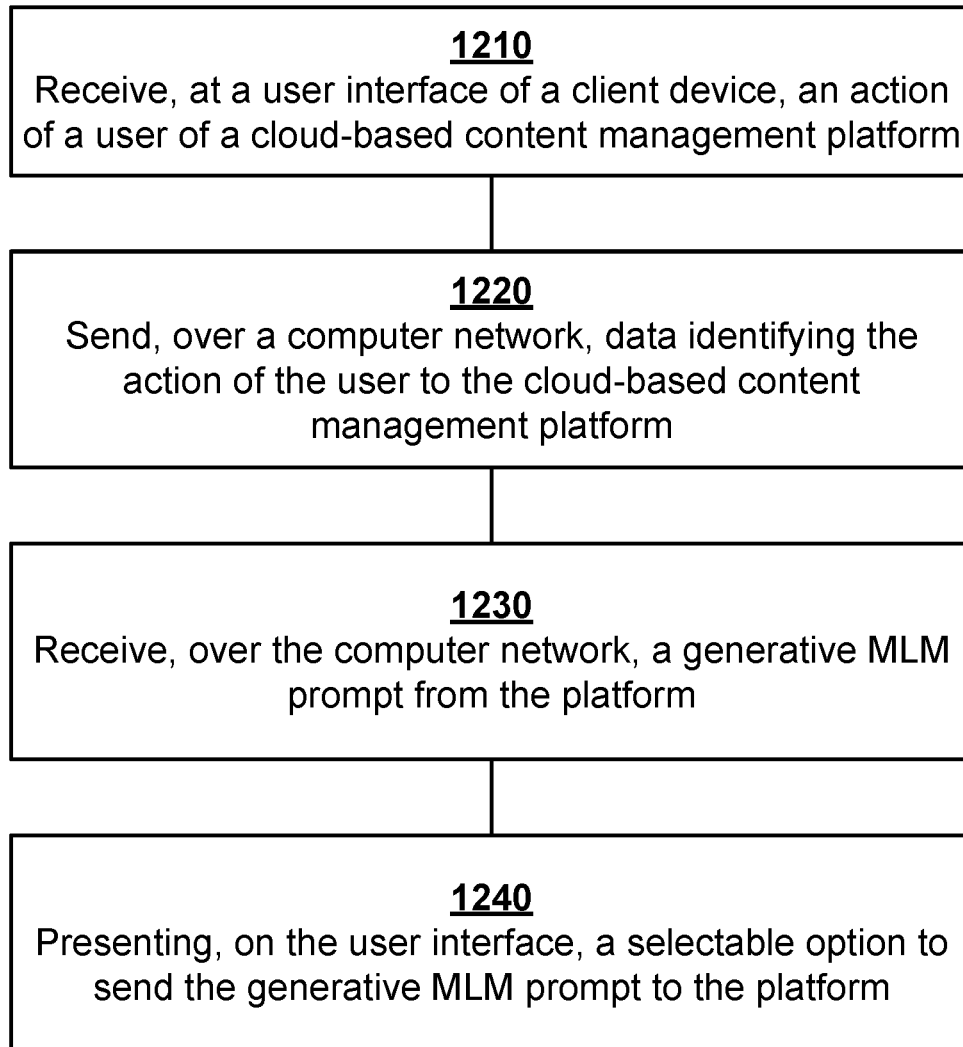 1210
Receive, at a user interface of a client device, an action
of a user of a cloud-based content management platform
1220
Send, over a computer network, data identifying the
action of the user to the cloud-based content
management platform
1230
Receive, over the computer network, a generative MLM
prompt from the platform
1240
Presenting, on the user interface, a selectable option to
send the generative MLM prompt to the platform